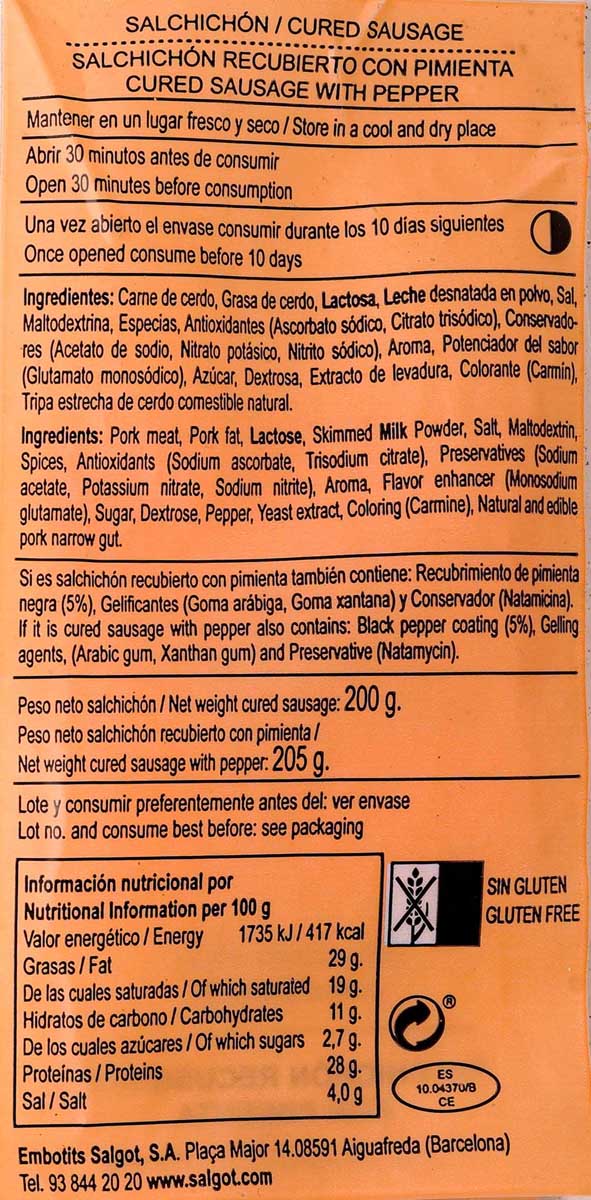 SALCHICHÓN / CURED SAUSAGE
SALCHICHÓN RECUBIERTO CON PIMIENTA
CURED SAUSAGE WITH PEPPER
Mantener en un lugar fresco y seco / Store in a cool and dry place
Abrir 30 minutos antes de consumir
Open 30 minutes before consumption
Una vez abierto el envase consumir durante los 10 días siguientes
Once opened consume before 10 days
Ingredientes: Carne de cerdo, Grasa de cerdo, Lactosa, Leche desnatada en polvo, Sal,
Maltodextrina, Especias, Antioxidantes (Ascorbato sódico, Citrato trisódico), Conservado-
res (Acetato de sodio, Nitrato potásico, Nitrito sódico), Aroma, Potenciador del sabor
(Glutamato monosódico), Azúcar, Dextrosa, Extracto de levadura, Colorante (Carmín),
Tripa estrecha de cerdo comestible natural.
Ingredients: Pork meat, Pork fat, Lactose, Skimmed Milk Powder, Salt, Maltodextrin,
Spices, Antioxidants (Sodium ascorbate, Trisodium citrate), Preservatives (Sodium
acetate, Potassium nitrate, Sodium nitrite), Aroma, Flavor enhancer (Monosodium
glutamate), Sugar, Dextrose, Pepper, Yeast extract, Coloring (Carmine), Natural and edible
pork narrow gut.
Si es salchichón recubierto con pimienta también contiene: Recubrimiento de pimienta
negra (5%), Gelificantes (Goma arábiga, Goma xantana) y Conservador (Natamicina).
If it is cured sausage with pepper also contains: Black pepper coating (5%), Gelling
agents, (Arabic gum, Xanthan gum) and Preservative (Natamycin).
Peso neto salchichón / Net weight cured sausage: 200 g.
Peso neto salchichón recubierto con pimienta /
Net weight cured sausage with pepper: 205 g.
Lote y consumir preferentemente antes del: ver envase
Lot no. and consume best before: see packaging
Información nutricional por
Nutritional Information per 100 g
Valor energético / Energy 1735 kJ / 417 kcal
Grasas / Fat 29 g.
De las cuales saturadas / Of which saturated 19 g.
Hidratos de carbono / Carbohydrates 11 g.
De los cuales azúcares / Of which sugars 2,7 g.
Proteínas / Proteins 28 g.
Sal / Salt 4,0 g
SIN GLUTEN
GLUTEN FREE
®
ES
10.04370/B
CE
Embotits Salgot, S.A. Plaça Major 14.08591 Aiguafreda (Barcelona)
Tel. 93 844 20 20 www.salgot.com